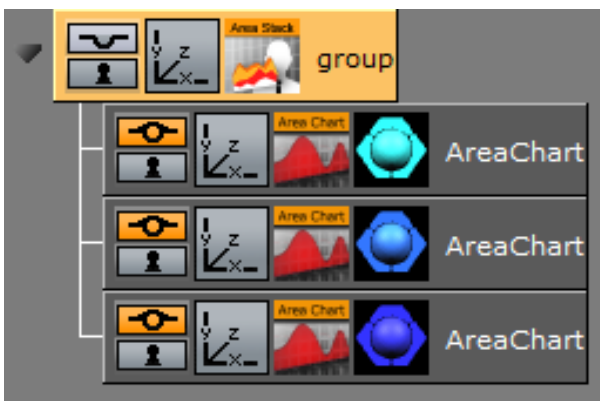 Area Stack
y z x
group
Area Chart
y z x
AreaChart
Area Chart
y z x
AreaChart
Area Chart
y z x
AreaChart